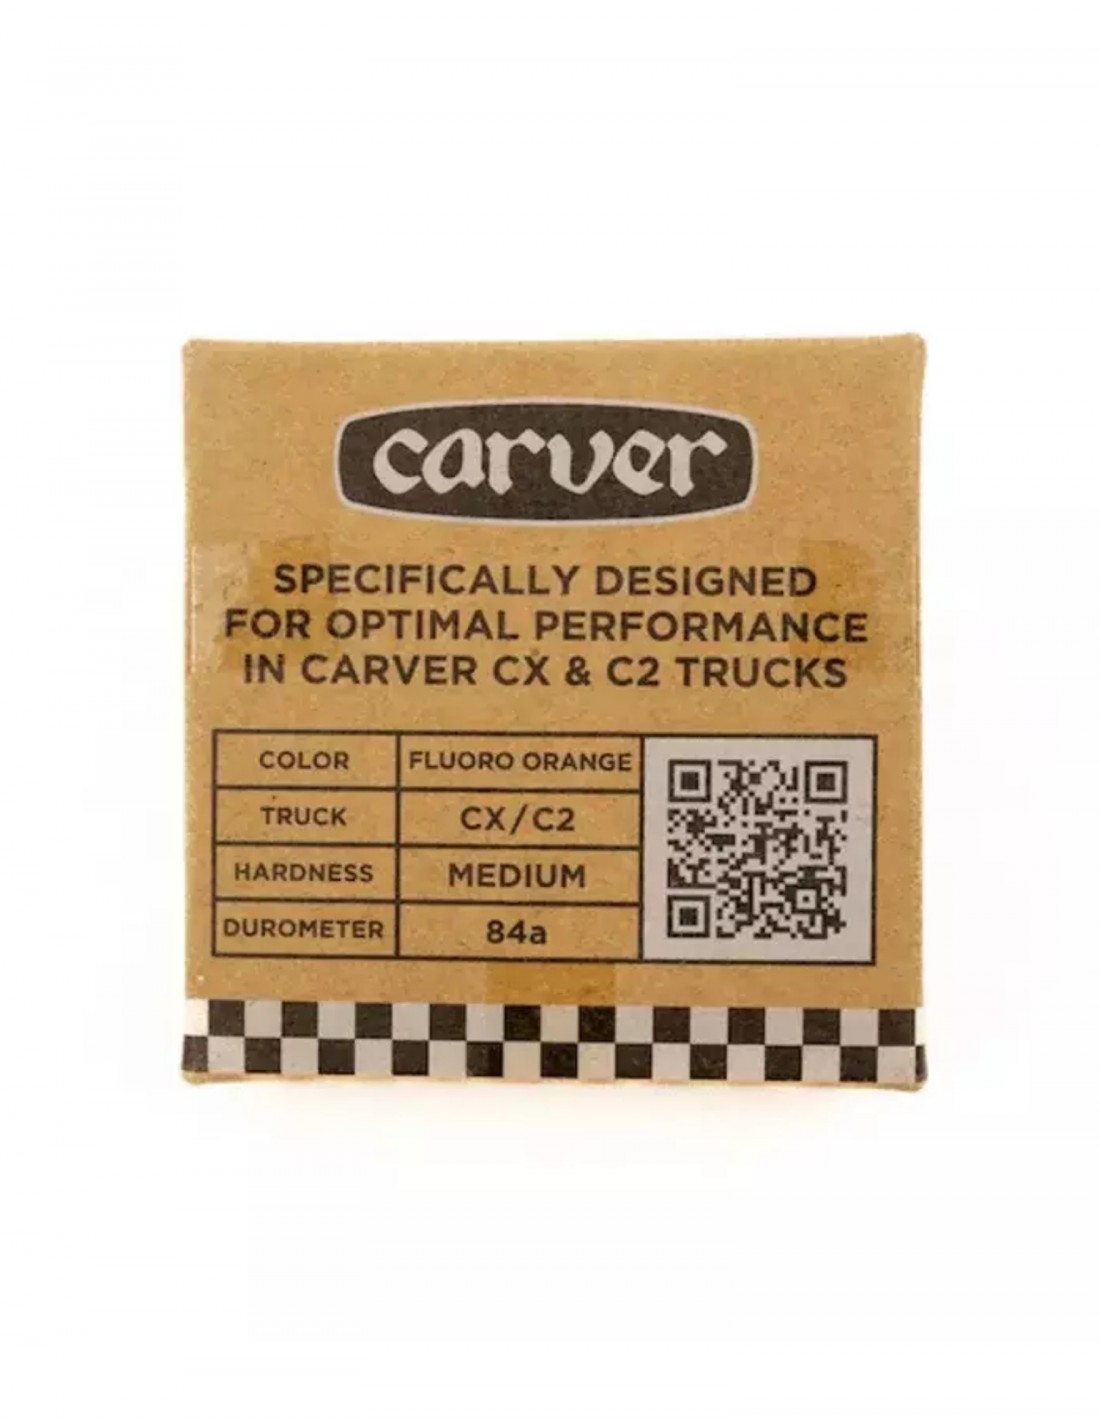 carver
SPECIFICALLY DESIGNED
FOR OPTIMAL PERFORMANCE
IN CARVER CX & C2 TRUCKS
COLOR FLUORO ORANGE
TRUCK CX/C2
HARDNESS MEDIUM
DUROMETER 84a